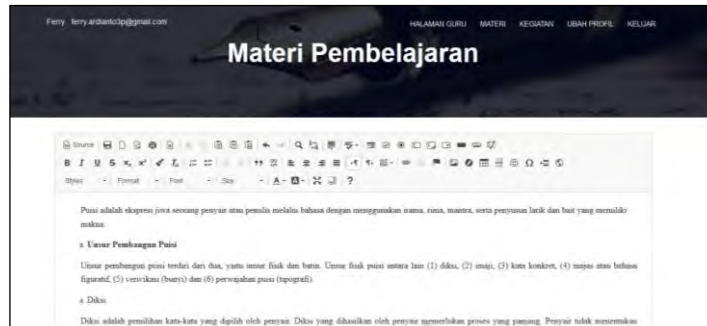 Ferry ferry.ardianto3p@gmail.com
HALAMAN GURU MATERI KEGIATAN UBAH PROFIL KELUAR
Materi Pembelajaran
Source
Styles Format Font Size
Puisi adalah ekspresi jiwa seorang penyair atau penulis melalui bahasa dengan menggunakan irama, rima, mantra, serta penyusun larik dan bait yang memiliki
makna.
a. Unsur Pembangun Puisi
Unsur pembangun puisi terdiri dari dua, yaitu unsur fisik dan batin. Unsur fisik puisi antara lain (1) diksi, (2) imaji, (3) kata konkret, (4) majas atau bahasa
figuratif, (5) verivikasi (bunyi) dan (6) perwajahan puisi (tipografi).
a. Diksi
Diksi adalah pemilihan kata-kata yang dipilih oleh penyair. Diksi yang dihasilkan oleh penyair memerlukan proses yang panjang. Penyair tidak menentukan